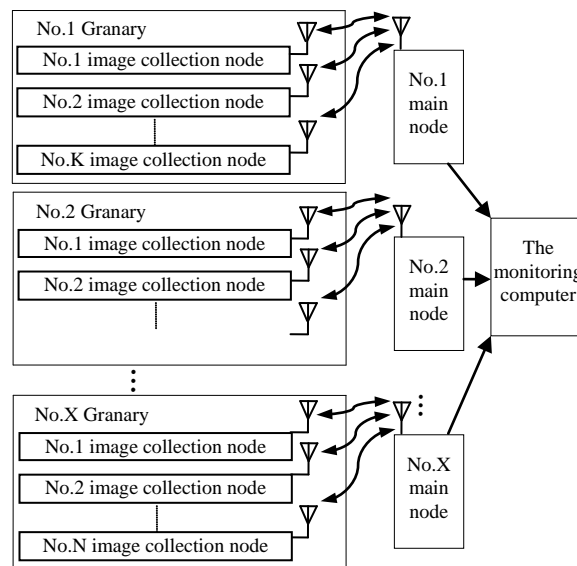 No.1 Granary
No.1 image collection node
No.2 image collection node
No.K image collection node
No.1
main
node
No.2 Granary
No.1 image collection node
No.2 image collection node
No.2
main
node
The
monitoring
computer
No.X Granary
No.1 image collection node
No.2 image collection node
No.N image collection node
No.X
main
node